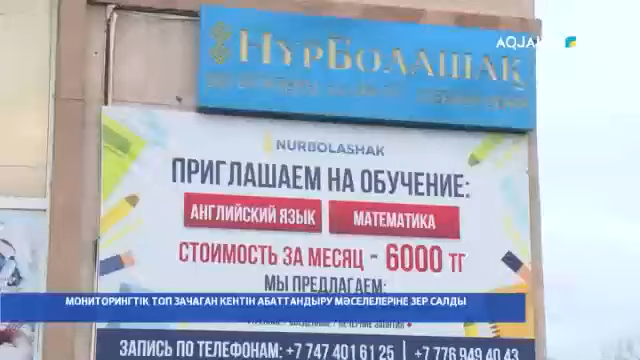 AQJAIYQ
НұрБолашақ
NURBOLASHAK
ПРИГЛАШАЕМ НА ОБУЧЕНИЕ:
АНГЛИЙСКИЙ ЯЗЫК
МАТЕМАТИКА
СТОИМОСТЬ ЗА МЕСЯЦ - 6000 ТГ
МЫ ПРЕДЛАГАЕМ:
МОНИТОРИНГТІК ТОП ЗАЧАГАН КЕНТІН АБАТТАНДЫРУ МӘСЕЛЕЛЕРІНЕ ЗЕР САЛДЫ
ЗАПИСЬ ПО ТЕЛЕФОНАМ: +7 747 401 61 25 | +7 776 949 40 43